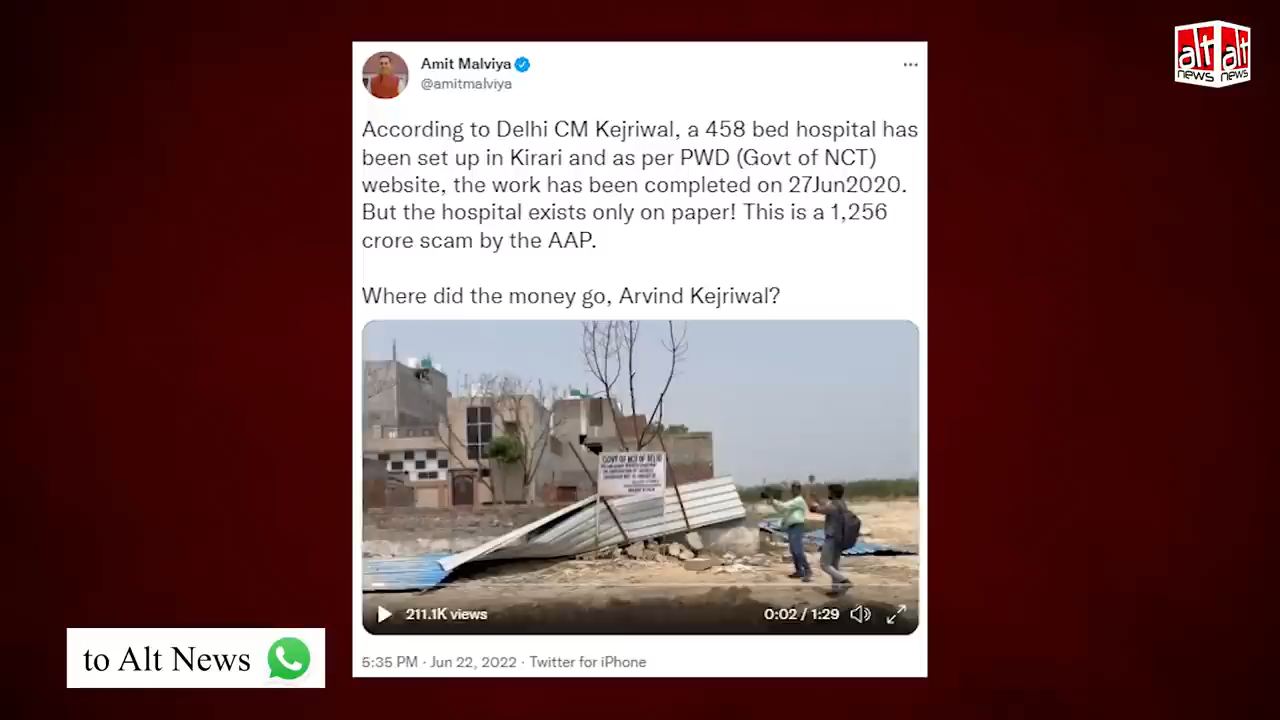 Amit Malviya
@amitmalviya
alt alt
news news
According to Delhi CM Kejriwal, a 458 bed hospital has
been set up in Kirari and as per PWD (Govt of NCT)
website, the work has been completed on 27Jun2020.
But the hospital exists only on paper! This is a 1,256
crore scam by the AAP.
Where did the money go, Arvind Kejriwal?
GOVT OF NCT OF DELHI
211.1K views
0:02 / 1:29
to Alt News
5:35 PM · Jun 22, 2022 · Twitter for iPhone